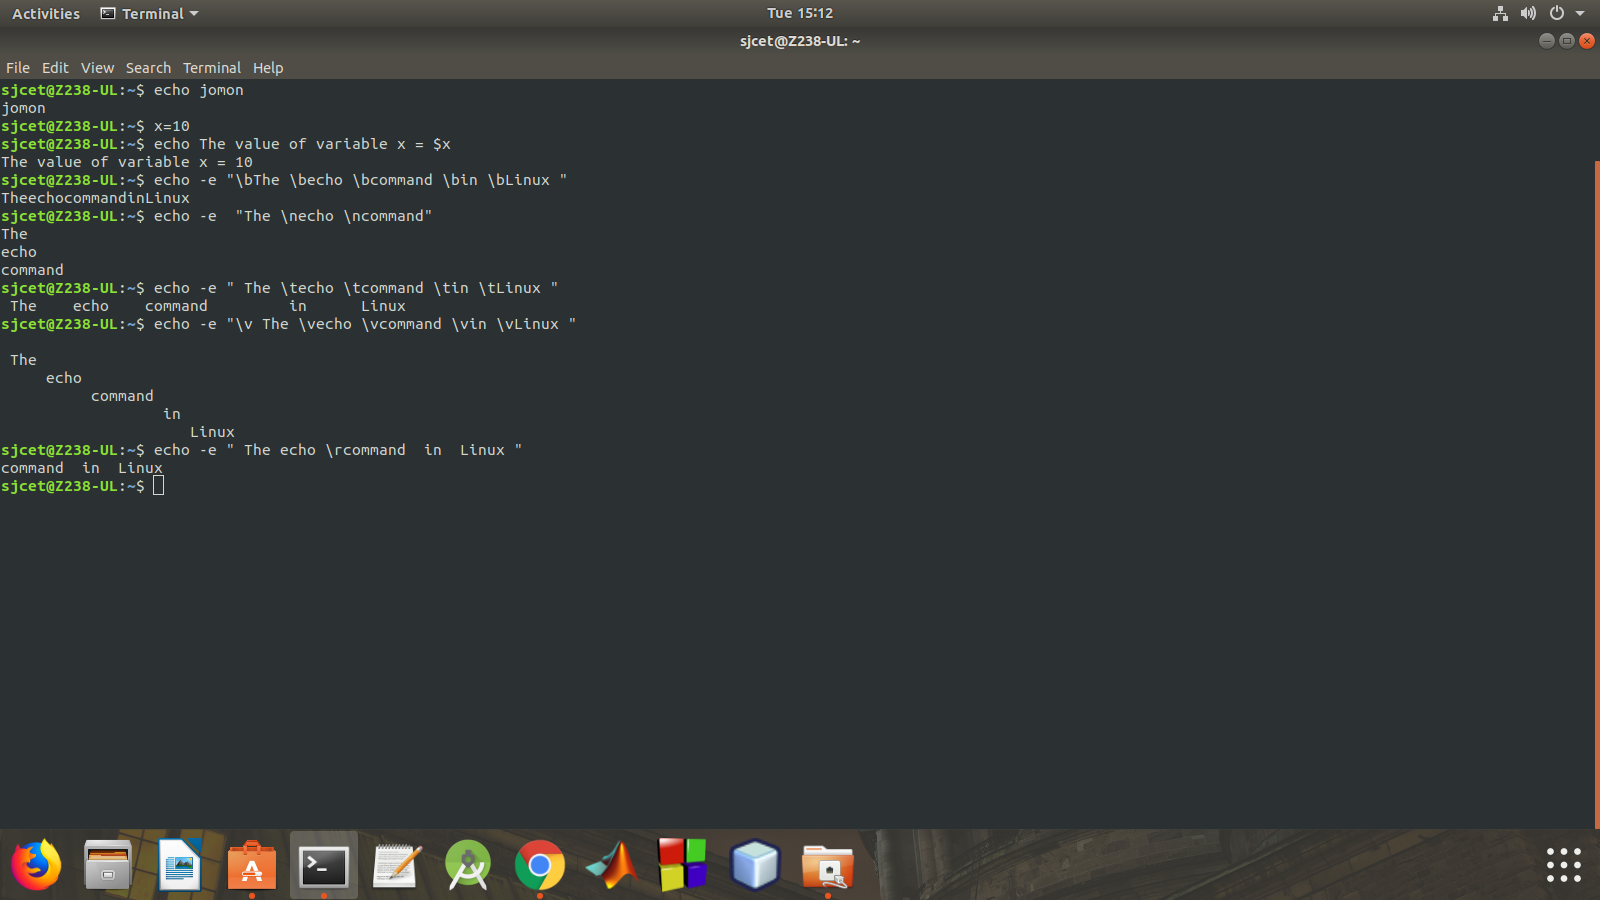 Activities Terminal Tue 15:12
sjcet@Z238-UL: ~
File Edit View Search Terminal Help
sjcet@Z238-UL:~$ echo jomon
jomon
sjcet@Z238-UL:~$ x=10
sjcet@Z238-UL:~$ echo The value of variable x = $x
The value of variable x = 10
sjcet@Z238-UL:~$ echo -e "\bThe \becho \bcommand \bin \bLinux "
TheechocommandinLinux
sjcet@Z238-UL:~$ echo -e  "The \necho \ncommand"
The
echo
command
sjcet@Z238-UL:~$ echo -e " The \techo \tcommand \tin \tLinux "
 The    echo    command         in      Linux
sjcet@Z238-UL:~$ echo -e "\v The \vecho \vcommand \vin \vLinux "

 The
     echo
          command
                  in
                     Linux
sjcet@Z238-UL:~$ echo -e " The echo \rcommand  in  Linux "
command  in  Linux
sjcet@Z238-UL:~$